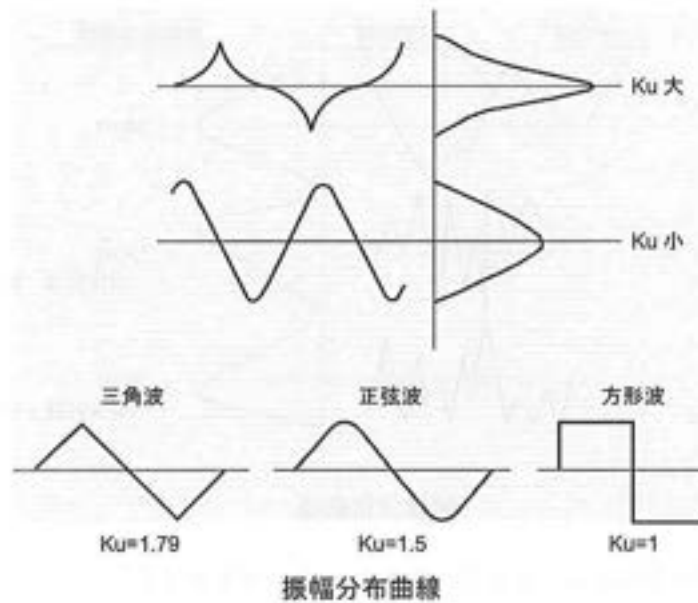 Ku 大
Ku 小
三角波
正弦波
方形波
Ku=1.79
Ku=1.5
Ku=1
振幅分布曲線